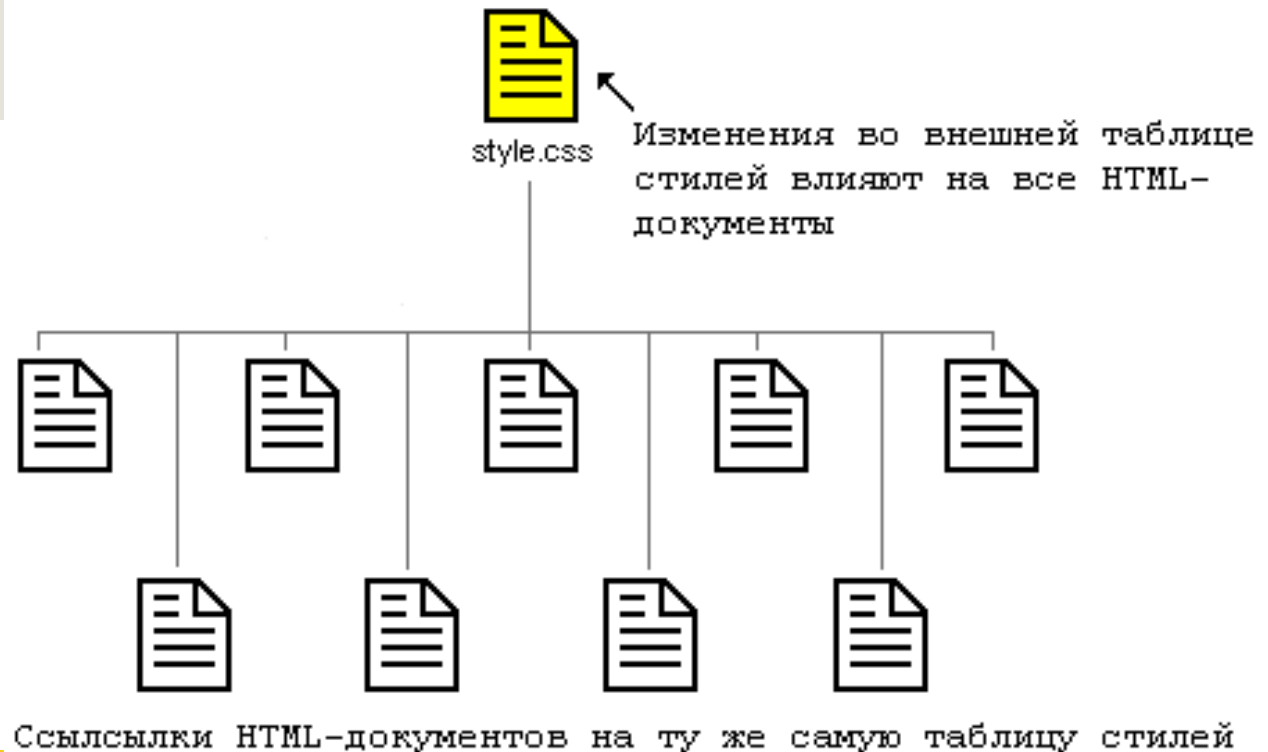 style.css
Изменения во внешней таблице
стилей влияют на все HTML-
документы
Ссылсылки HTML-документов на ту же самую таблицу стилей